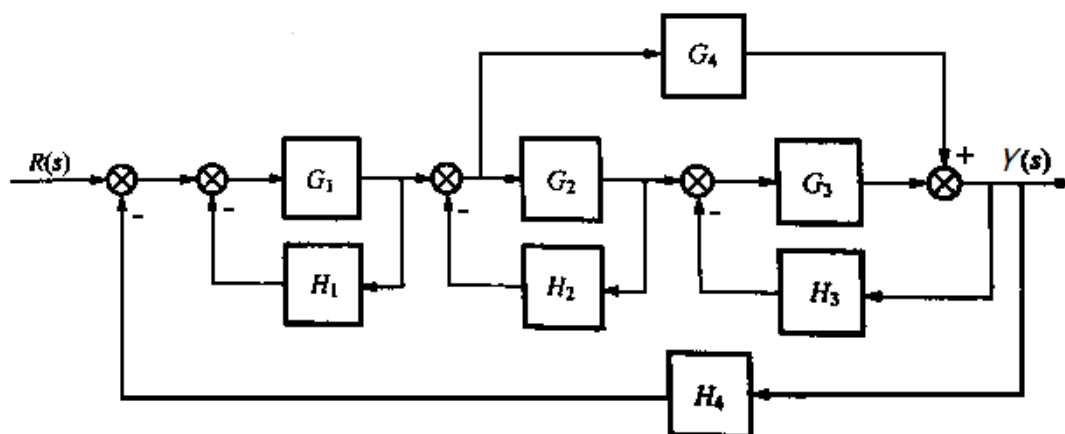 G₄
R(s)
G₁
G₂
G₃
+
Y(s)
-
-
-
-
H₁
H₂
H₃
H₄